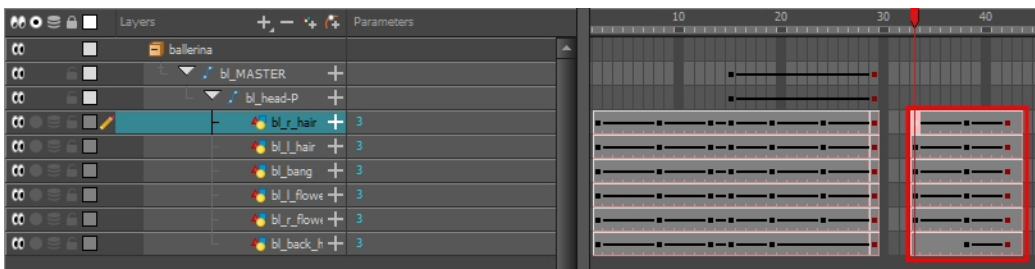 Layers Parameters 10 20 30 40
ballerina
bl_MASTER
bl_head-P
bl_r_hair 3
bl_l_hair 3
bl_bang 3
bl_l_flowe 3
bl_r_flowe 3
bl_back_h 3